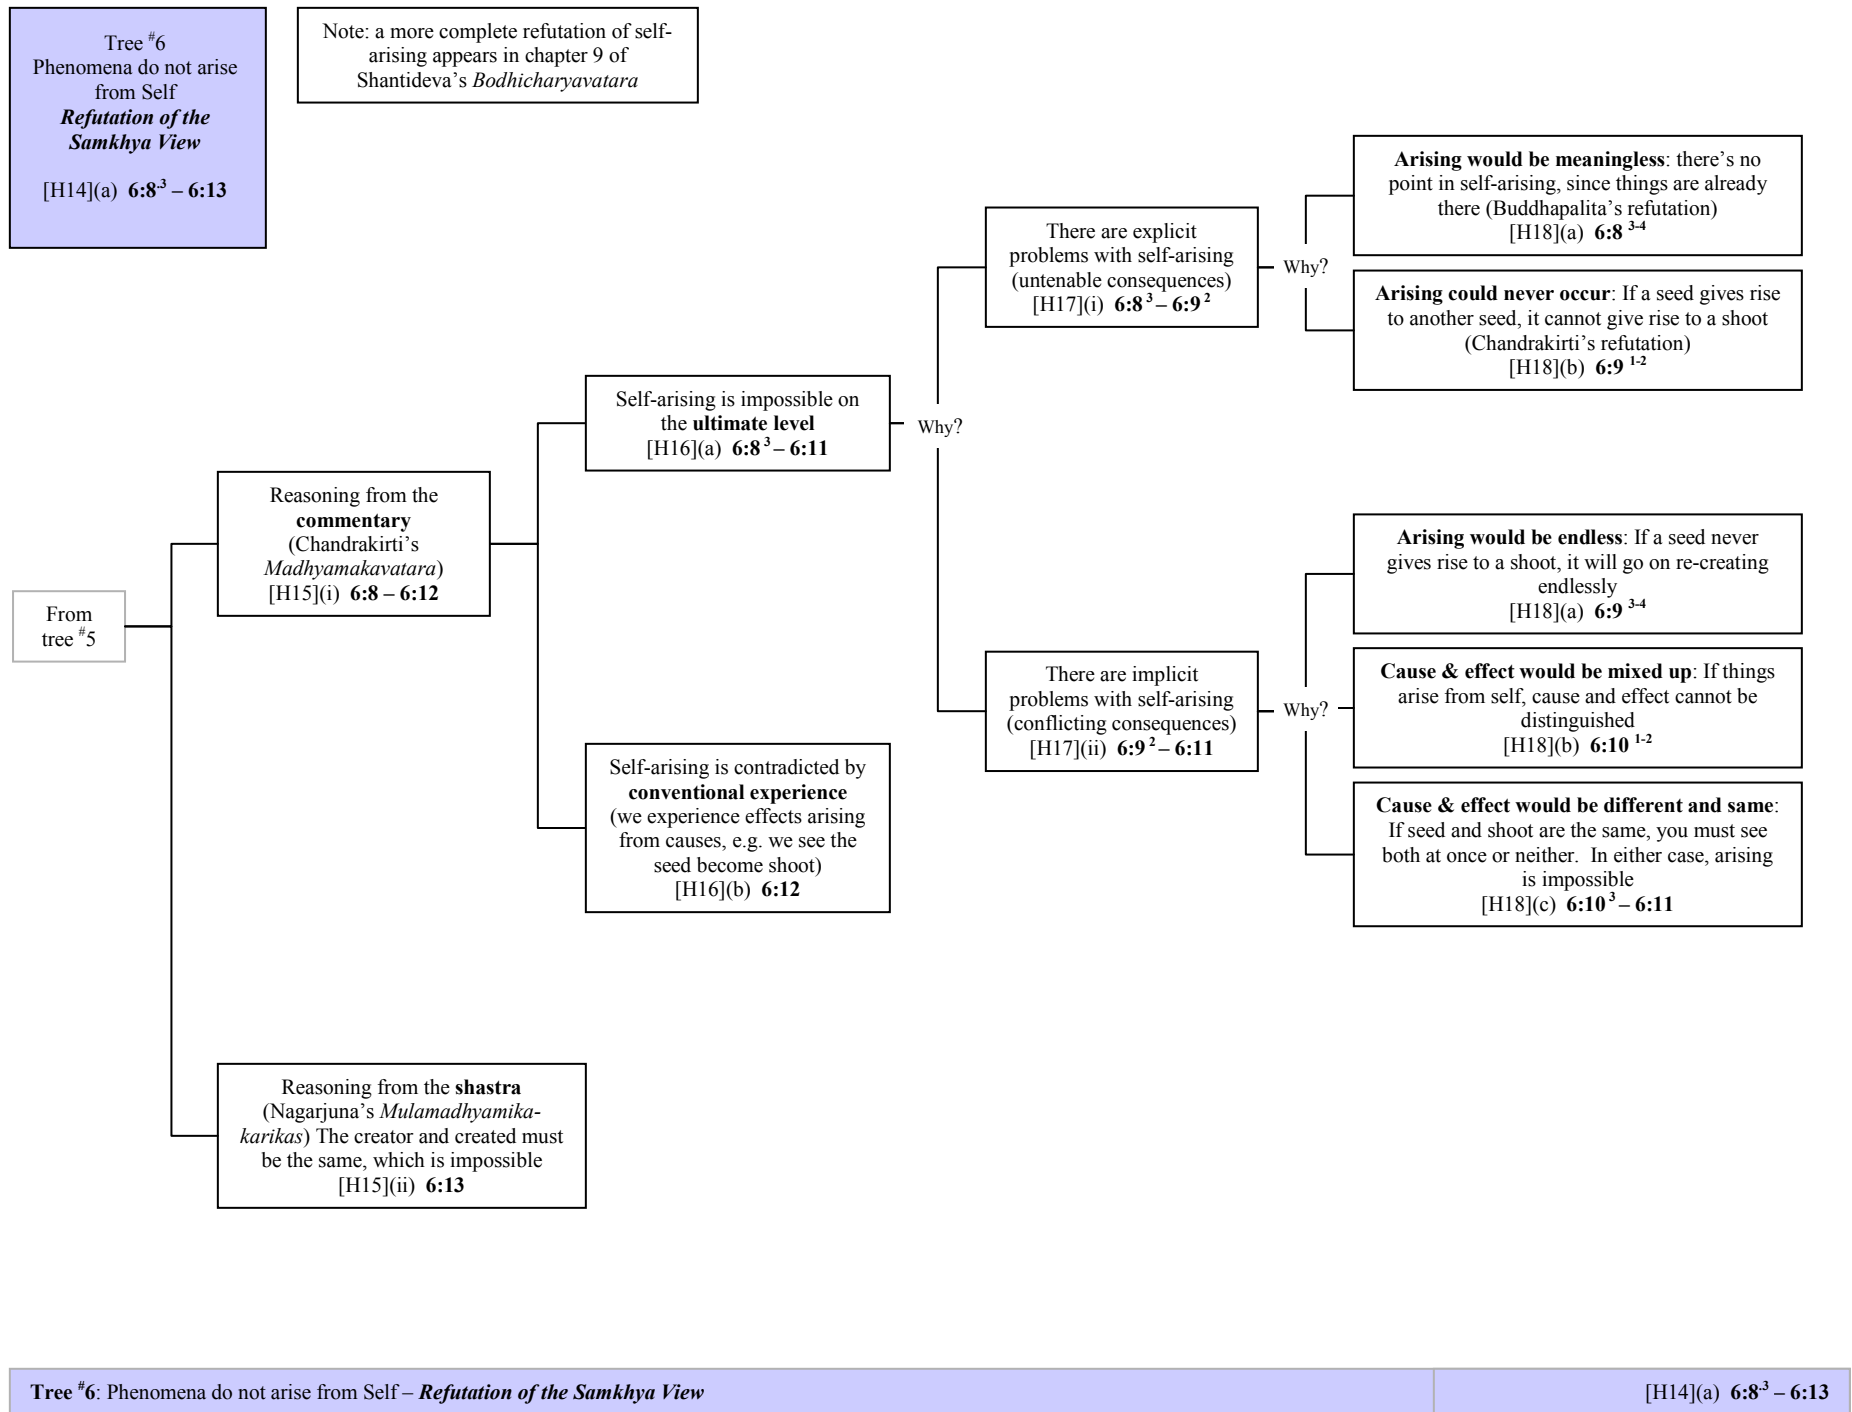 Tree #6
Phenomena do not arise
from Self
Refutation of the
Samkhya View
[H14](a) 6:8.3 – 6:13
Note: a more complete refutation of self-
arising appears in chapter 9 of
Shantideva’s Bodhicharyavatara
From
tree #5
Reasoning from the
commentary
(Chandrakirti’s
Madhyamakavatara)
[H15](i) 6:8 – 6:12
Reasoning from the shastra
(Nagarjuna’s Mulamadhyamika-
karikas) The creator and created must
be the same, which is impossible
[H15](ii) 6:13
Self-arising is impossible on
the ultimate level
[H16](a) 6:8 3 – 6:11
Self-arising is contradicted by
conventional experience
(we experience effects arising
from causes, e.g. we see the
seed become shoot)
[H16](b) 6:12
Why?
There are explicit
problems with self-arising
(untenable consequences)
[H17](i) 6:8 3 – 6:9 2
Why?
Arising would be meaningless: there’s no
point in self-arising, since things are already
there (Buddhapalita’s refutation)
[H18](a) 6:8 3-4
Arising could never occur: If a seed gives rise
to another seed, it cannot give rise to a shoot
(Chandrakirti’s refutation)
[H18](b) 6:9 1-2
There are implicit
problems with self-arising
(conflicting consequences)
[H17](ii) 6:9 2 – 6:11
Why?
Arising would be endless: If a seed never
gives rise to a shoot, it will go on re-creating
endlessly
[H18](a) 6:9 3-4
Cause & effect would be mixed up: If things
arise from self, cause and effect cannot be
distinguished
[H18](b) 6:10 1-2
Cause & effect would be different and same:
If seed and shoot are the same, you must see
both at once or neither. In either case, arising
is impossible
[H18](c) 6:10 3 – 6:11
Tree #6: Phenomena do not arise from Self – Refutation of the Samkhya View
[H14](a) 6:8.3 – 6:13